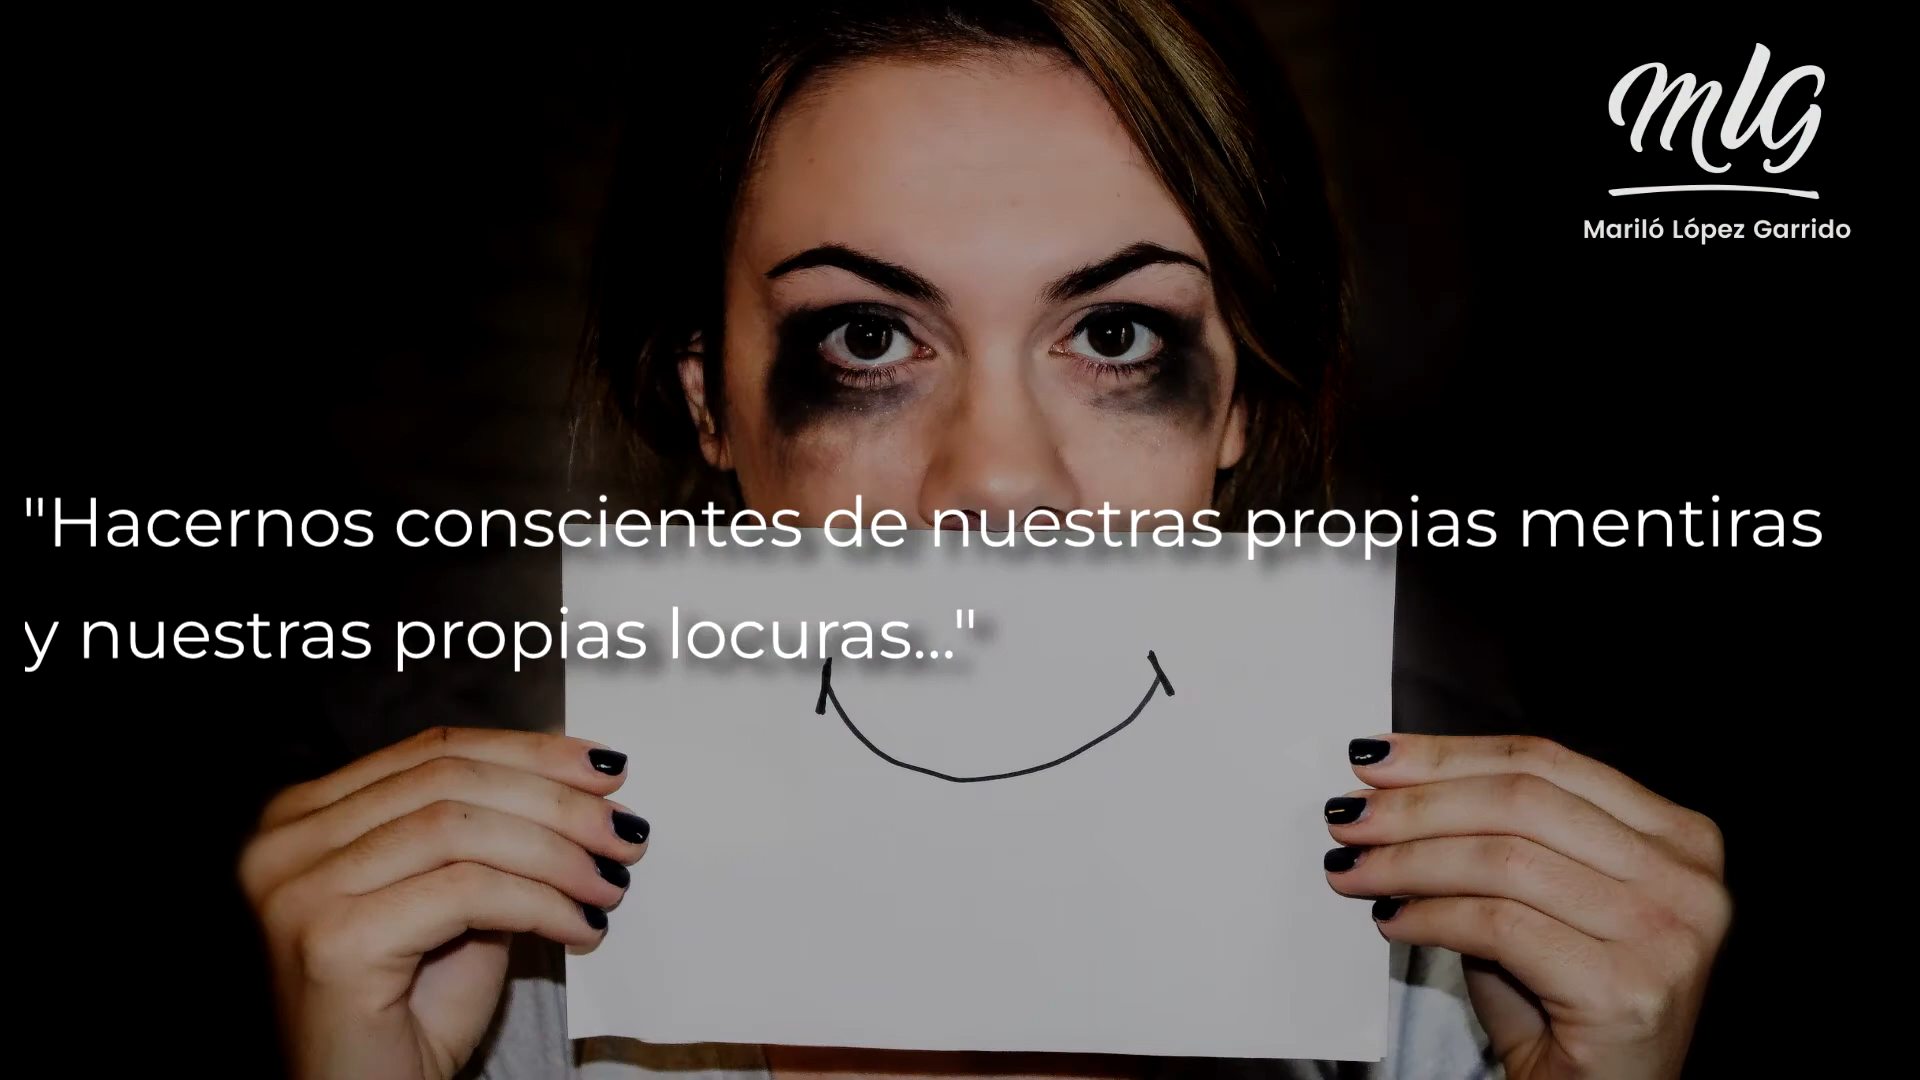 MLG
Mariló López Garrido
"Hacernos conscientes de nuestras propias mentiras
y nuestras propias locuras..."